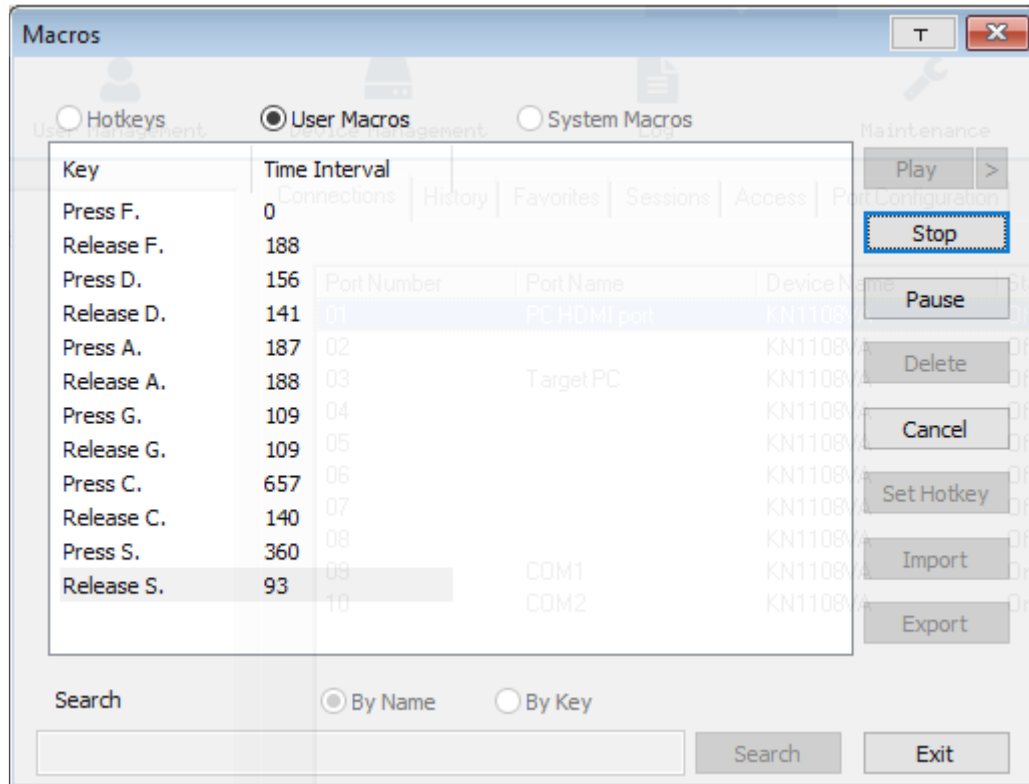 Macros
T
Hotkeys User Macros System Macros
User Management Device Management Log Maintenance
Key Time Interval Play >
Connections History Favorites Sessions Access Port Configuration
Press F. 0
Stop
Release F. 188
Press D. 156 Port Number Port Name Device Name
Pause
Release D. 141 01 PC HDMI port KN1108VA
Press A. 187 02 KN1108VA
Delete
Release A. 188 03 Target PC KN1108VA
Press G. 109 04 KN1108VA
Cancel
Release G. 109 05 KN1108VA
Press C. 657 06 KN1108VA
Set Hotkey
Release C. 140 07 KN1108VA
Press S. 360 08 KN1108VA
Import
Release S. 93 09 COM1 KN1108VA
10 COM2 KN1108VA
Export
Search By Name By Key
Search Exit